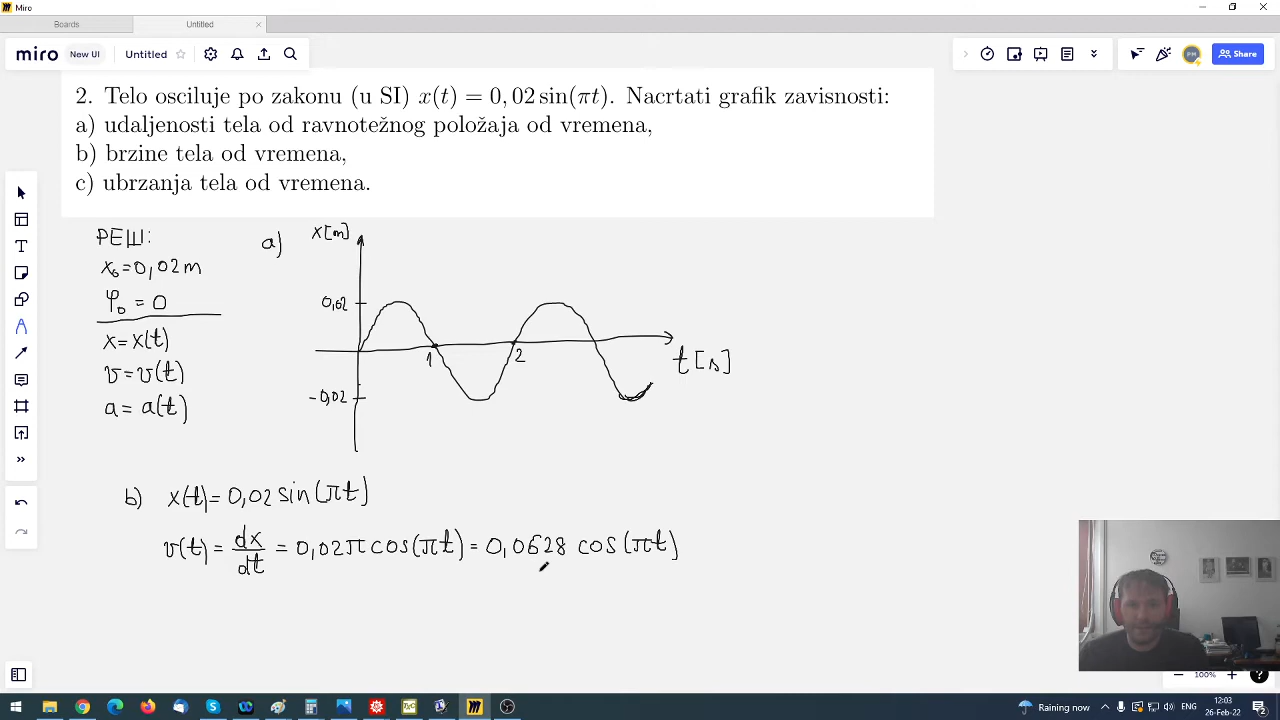 Miro
Boards
Untitled
miro
New UI
Untitled
Share
2. Telo osciluje po zakonu (u SI) x(t) = 0, 02 sin(πt). Nacrtati grafik zavisnosti:
a) udaljenosti tela od ravnotežnog položaja od vremena,
b) brzine tela od vremena,
c) ubrzanja tela od vremena.
РЕШ:
x₀=0,02m
φ₀ = 0
x=x(t)
v=v(t)
a=a(t)
a)
x[m]
0,02
1
2
t[s]
-0,02
b) x(t)=0,02 sin(πt)
v(t)= dx/dt = 0,02π cos(πt)= 0,0628 cos(πt)
100%
Raining now
12:03
26-Feb-22
2